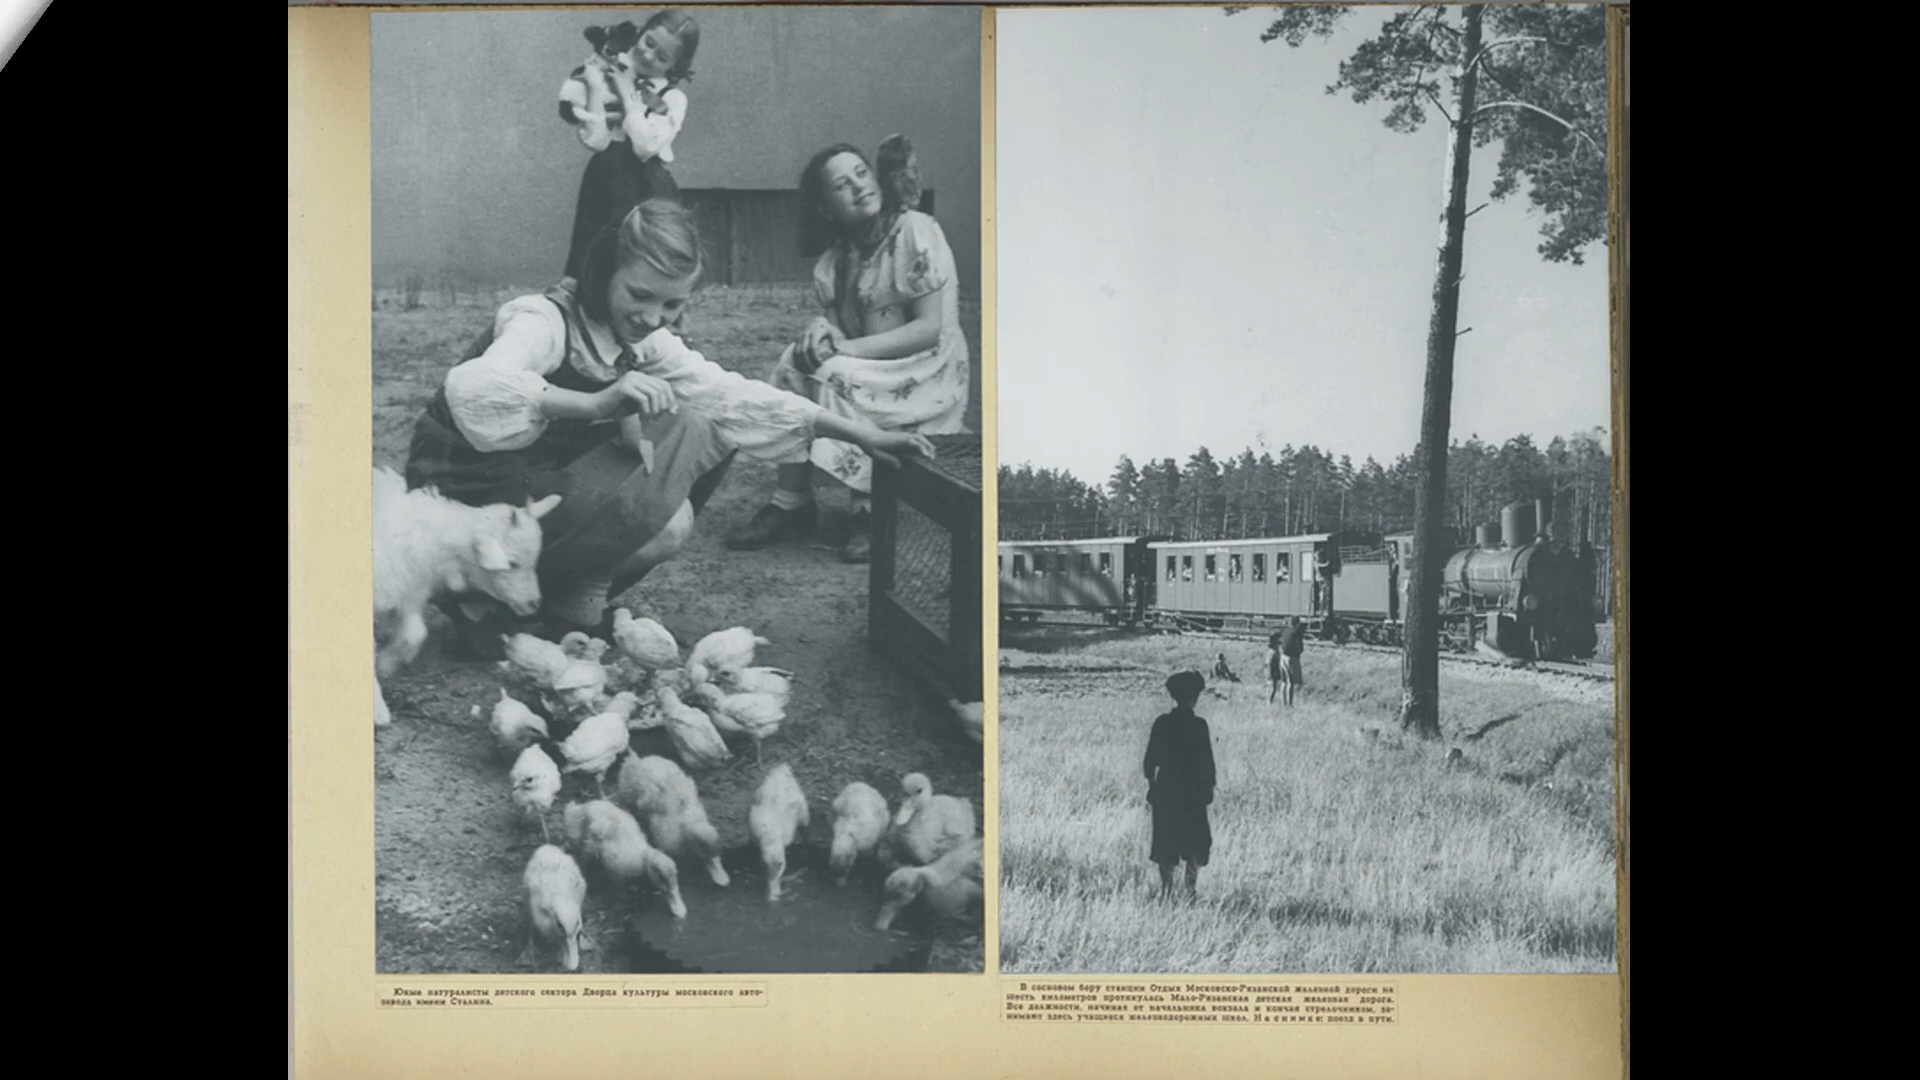 Юные натуралисты детского сектора Дворца культуры московского авто-
завода имени Сталина.
В сосновом бору станции Отдых Московско-Рязанской железной дороги на
шесть километров протянулась Мало-Рязанская детская железная дорога.
Все должности, начиная от начальника вокзала и кончая стрелочником, за-
нимают здесь учащиеся железнодорожных школ. На снимке: поезд в пути.